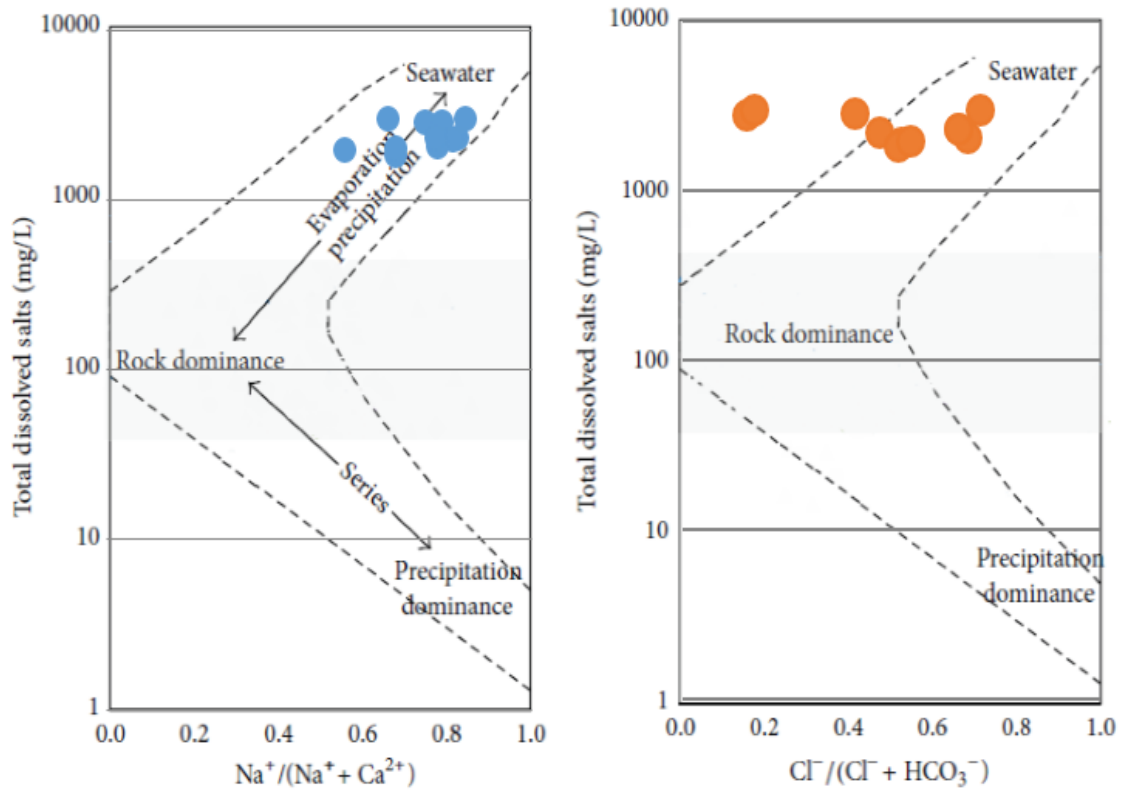 10000
1000
100
10
1
Total dissolved salts (mg/L)
Seawater
Evaporation
precipitation
Rock dominance
Series
Precipitation
dominance
0.0 0.2 0.4 0.6 0.8 1.0
Na⁺/(Na⁺ + Ca²⁺)
10000
1000
100
10
1
Total dissolved salts (mg/L)
Seawater
Rock dominance
Precipitation
dominance
0.0 0.2 0.4 0.6 0.8 1.0
Cl⁻/(Cl⁻ + HCO₃⁻)